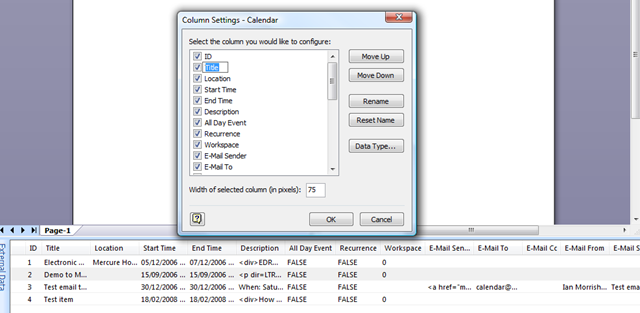 Column Settings - Calendar
Select the column you would like to configure:
ID
Title
Location
Start Time
End Time
Description
All Day Event
Recurrence
Workspace
E-Mail Sender
E-Mail To
Move Up
Move Down
Rename
Reset Name
Data Type...
Width of selected column (in pixels): 75
OK Cancel
Page-1
External Data
ID Title Location Start Time End Time Description All Day Event Recurrence Workspace E-Mail Sen... E-Mail To E-Mail Cc E-Mail From E-Mail S
1 Electronic ... Mercure Ho... 05/12/2006 ... 07/12/2006 ... <div>EDR... FALSE FALSE 0
2 Demo to M... 15/09/2006 ... 15/09/2006 ... <p dir=LTR... FALSE FALSE 0
3 Test email t... 30/12/2006 ... 30/12/2006 ... When: Satu... FALSE FALSE <a href="m... calendar@... Ian Morrish... Test em
4 Test item 18/02/2008 ... 18/02/2008 ... <div>How ... FALSE FALSE 0